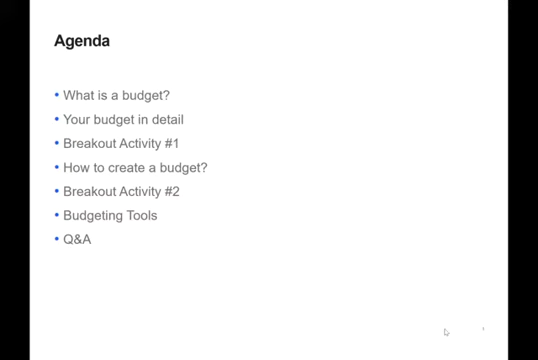 Agenda
• What is a budget?
• Your budget in detail
• Breakout Activity #1
• How to create a budget?
• Breakout Activity #2
• Budgeting Tools
• Q&A